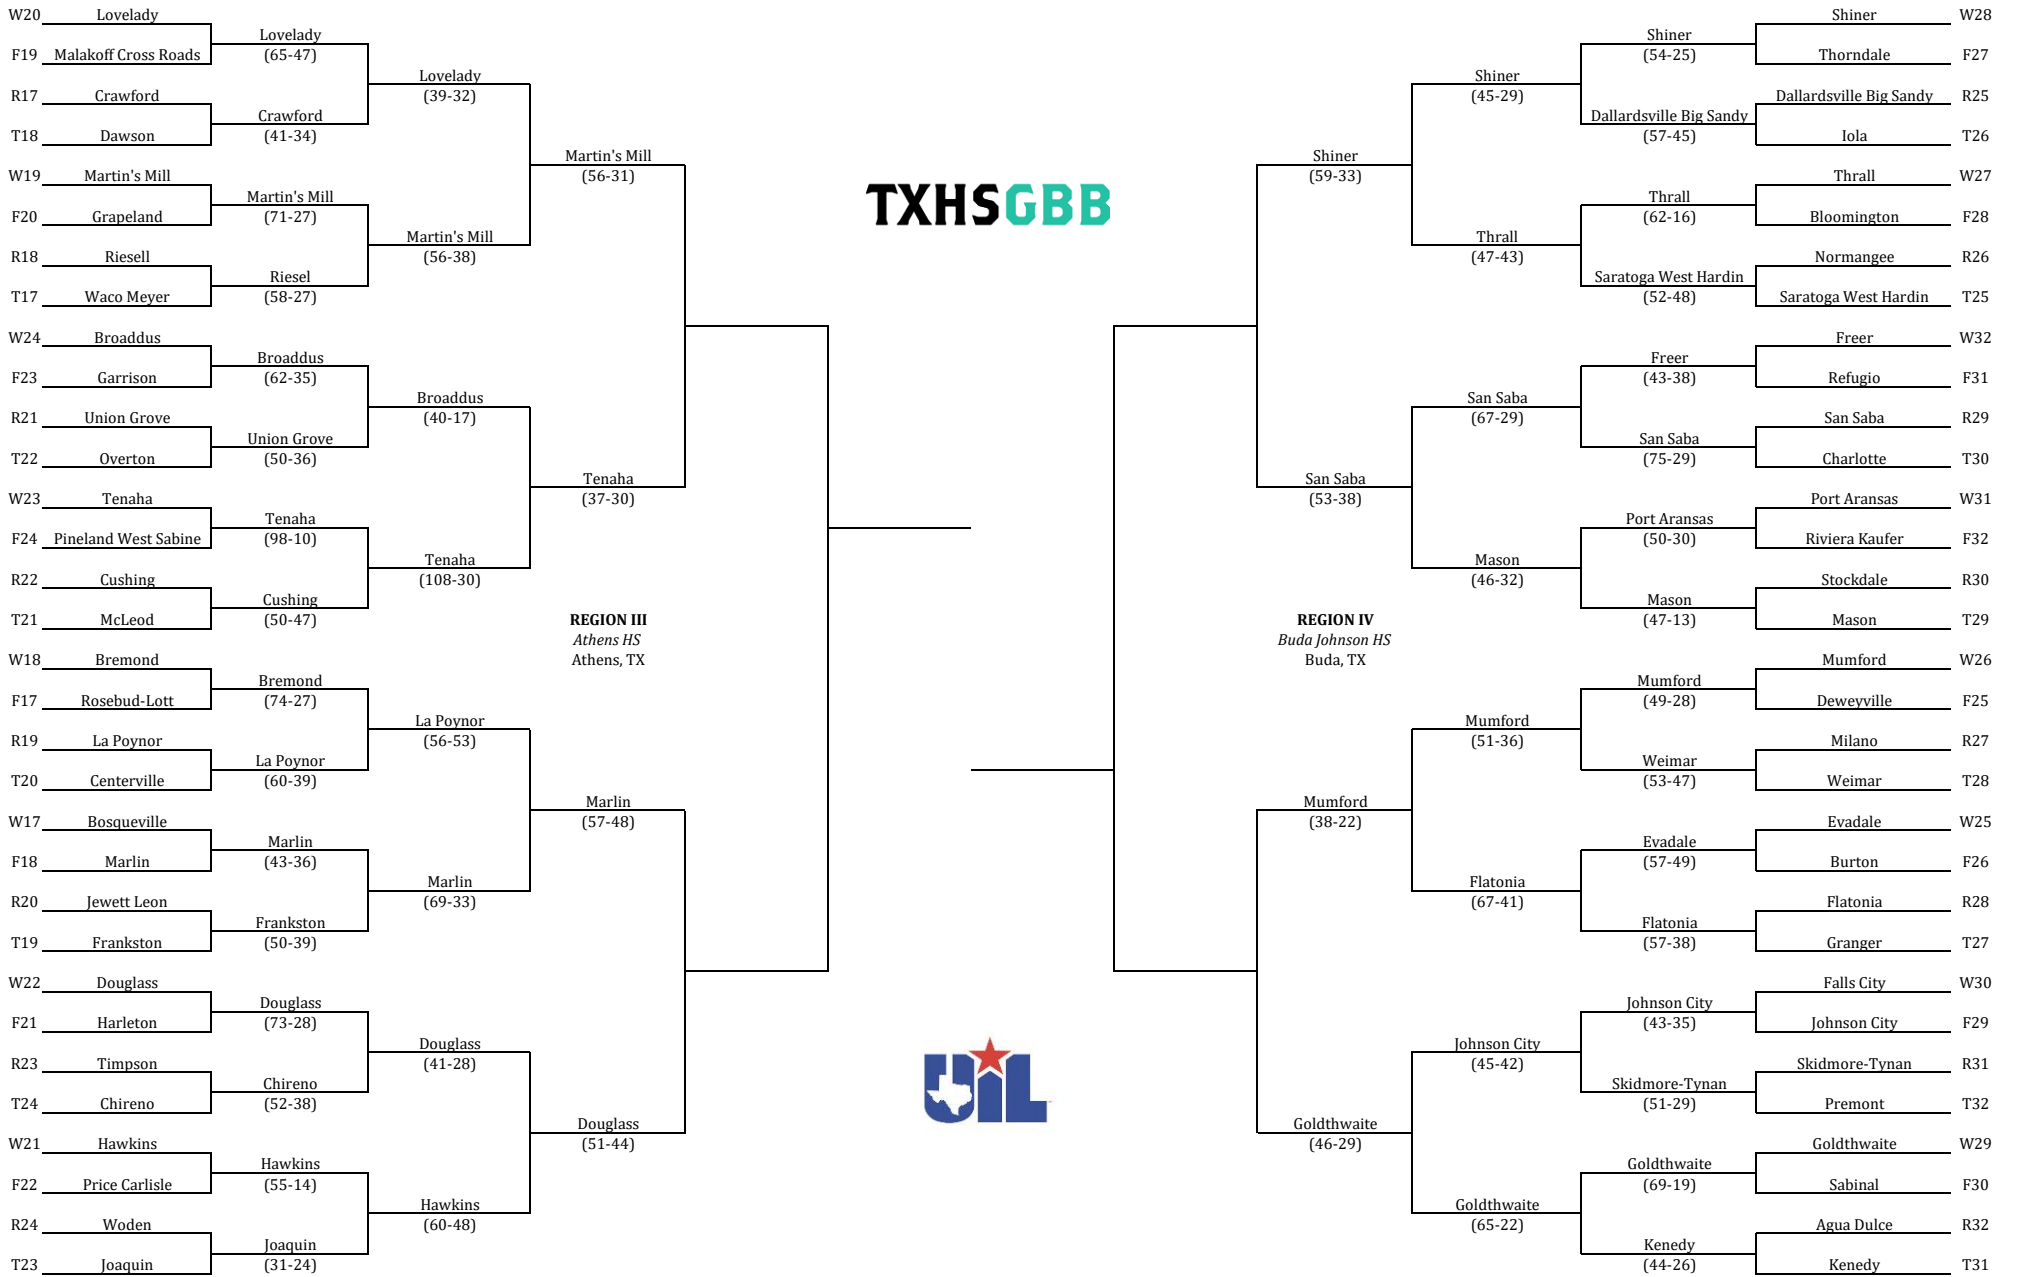 W20 Lovelady
F19 Malakoff Cross Roads
R17 Crawford
T18 Dawson
W19 Martin's Mill
F20 Grapeland
R18 Riesell
T17 Waco Meyer
W24 Broaddus
F23 Garrison
R21 Union Grove
T22 Overton
W23 Tenaha
F24 Pineland West Sabine
R22 Cushing
T21 McLeod
W18 Bremond
F17 Rosebud-Lott
R19 La Poynor
T20 Centerville
W17 Bosqueville
F18 Marlin
R20 Jewett Leon
T19 Frankston
W22 Douglass
F21 Harleton
R23 Timpson
T24 Chireno
W21 Hawkins
F22 Price Carlisle
R24 Woden
T23 Joaquin
Lovelady
(65-47)
Crawford
(41-34)
Martin's Mill
(71-27)
Riesel
(58-27)
Broaddus
(62-35)
Union Grove
(50-36)
Tenaha
(98-10)
Cushing
(50-47)
Bremond
(74-27)
La Poynor
(60-39)
Marlin
(43-36)
Frankston
(50-39)
Douglass
(73-28)
Chireno
(52-38)
Hawkins
(55-14)
Joaquin
(31-24)
Lovelady
(39-32)
Martin's Mill
(56-38)
Broaddus
(40-17)
Tenaha
(108-30)
La Poynor
(56-53)
Marlin
(69-33)
Douglass
(41-28)
Hawkins
(60-48)
Martin's Mill
(56-31)
Tenaha
(37-30)
REGION III
Athens HS
Athens, TX
Marlin
(57-48)
Douglass
(51-44)
TXHSGBB
UIL
Shiner
(59-33)
San Saba
(53-38)
REGION IV
Buda Johnson HS
Buda, TX
Mumford
(38-22)
Goldthwaite
(46-29)
Shiner
(45-29)
Thrall
(47-43)
San Saba
(67-29)
Mason
(46-32)
Mumford
(51-36)
Flatonia
(67-41)
Johnson City
(45-42)
Goldthwaite
(65-22)
Shiner
(54-25)
Dallardsville Big Sandy
(57-45)
Thrall
(62-16)
Saratoga West Hardin
(52-48)
Freer
(43-38)
San Saba
(75-29)
Port Aransas
(50-30)
Mason
(47-13)
Mumford
(49-28)
Weimar
(53-47)
Evadale
(57-49)
Flatonia
(57-38)
Johnson City
(43-35)
Skidmore-Tynan
(51-29)
Goldthwaite
(69-19)
Kenedy
(44-26)
Shiner W28
Thorndale F27
Dallardsville Big Sandy R25
Iola T26
Thrall W27
Bloomington F28
Normangee R26
Saratoga West Hardin T25
Freer W32
Refugio F31
San Saba R29
Charlotte T30
Port Aransas W31
Riviera Kaufer F32
Stockdale R30
Mason T29
Mumford W26
Deweyville F25
Milano R27
Weimar T28
Evadale W25
Burton F26
Flatonia R28
Granger T27
Falls City W30
Johnson City F29
Skidmore-Tynan R31
Premont T32
Goldthwaite W29
Sabinal F30
Agua Dulce R32
Kenedy T31